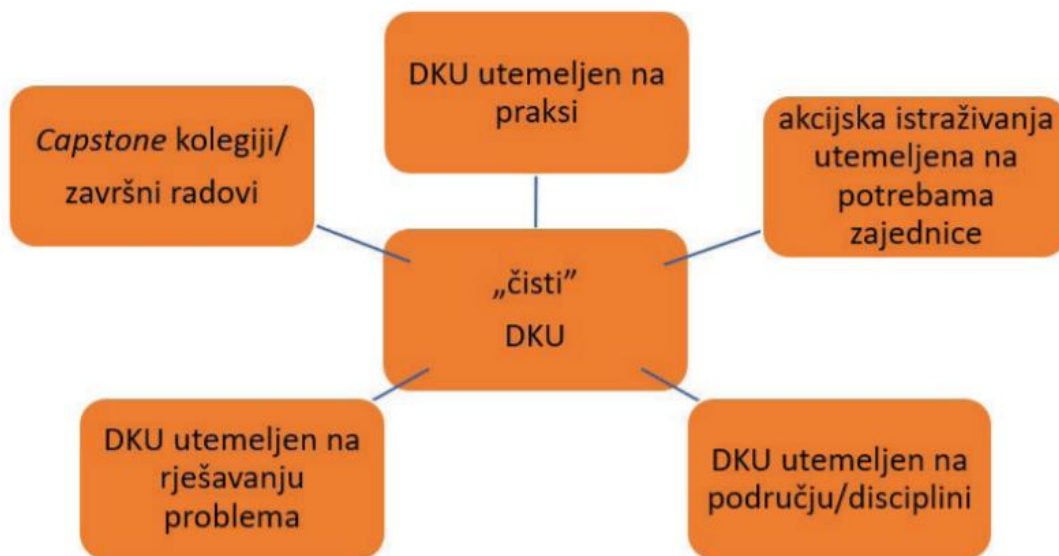 DKU utemeljen na
praksi
Capstone kolegiji/
završni radovi
akcijska istraživanja
utemeljena na
potrebama
zajednice
„čisti”
DKU
DKU utemeljen na
rješavanju
problema
DKU utemeljen na
području/disciplini